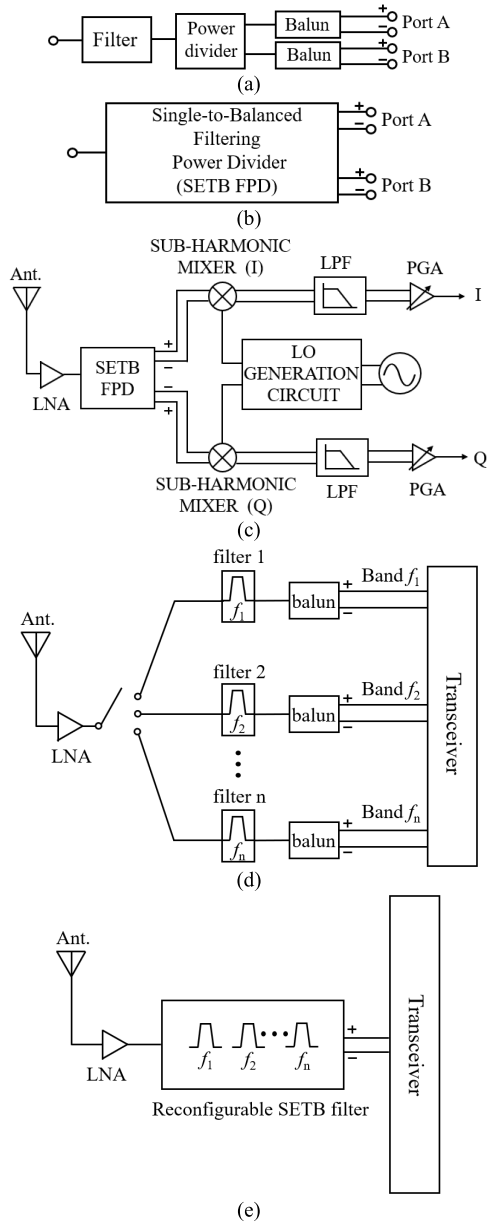 Filter
Power
divider
Balun
Balun
+
−
Port A
+
−
Port B
(a)
Single-to-Balanced
Filtering
Power Divider
(SETB FPD)
+
−
Port A
+
−
Port B
(b)
SUB-HARMONIC
MIXER (I)
Ant.
LPF
PGA
I
LNA
SETB
FPD
+
−
−
+
LO
GENERATION
CIRCUIT
Q
SUB-HARMONIC
MIXER (Q)
LPF
PGA
(c)
filter 1
f1
balun
+
−
Band f1
Ant.
LNA
filter 2
f2
balun
+
−
Band f2
filter n
fn
balun
+
−
Band fn
Transceiver
(d)
Ant.
LNA
f1
f2
fn
+
−
Transceiver
Reconfigurable SETB filter
(e)